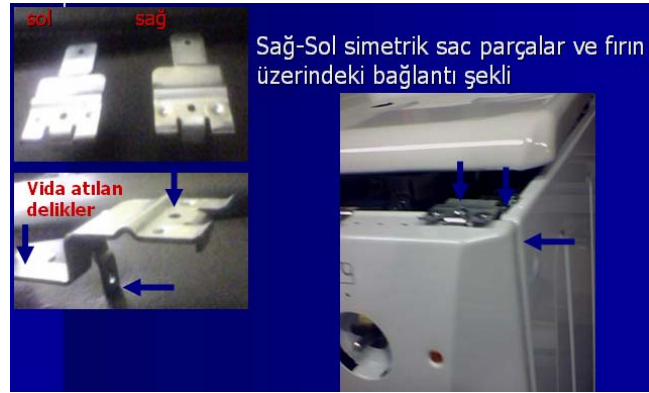 sol sağ
Sağ-Sol simetrik sac parçalar ve fırın
üzerindeki bağlantı şekli
Vida atılan
delikler